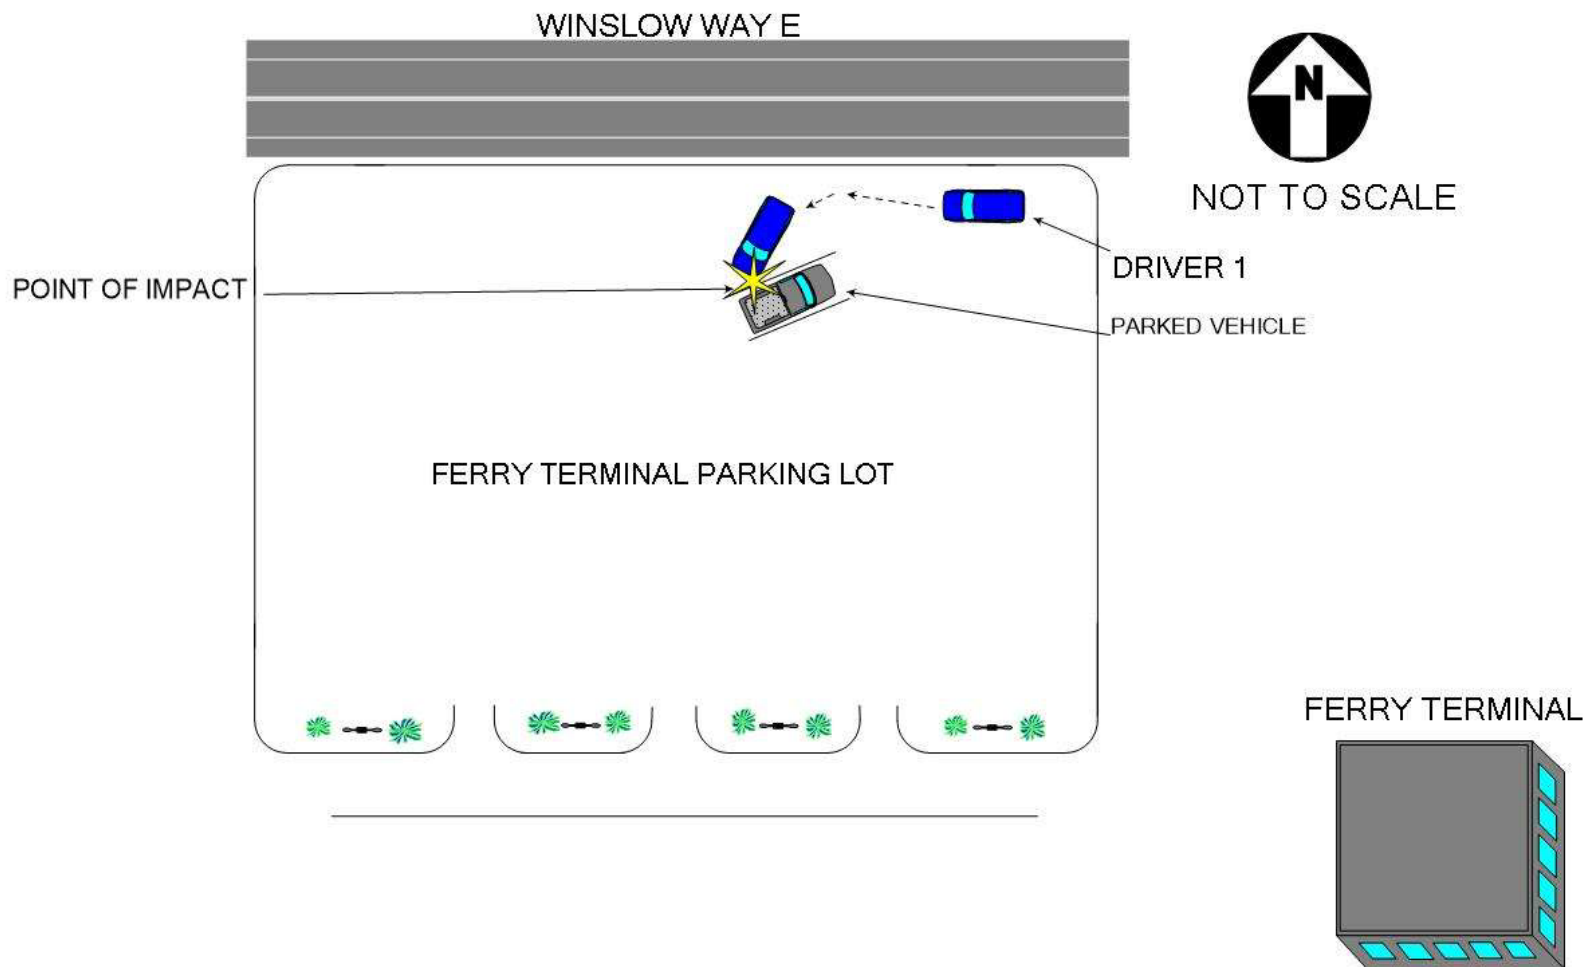 WINSLOW WAY E
N
NOT TO SCALE
DRIVER 1
POINT OF IMPACT
PARKED VEHICLE
FERRY TERMINAL PARKING LOT
FERRY TERMINAL